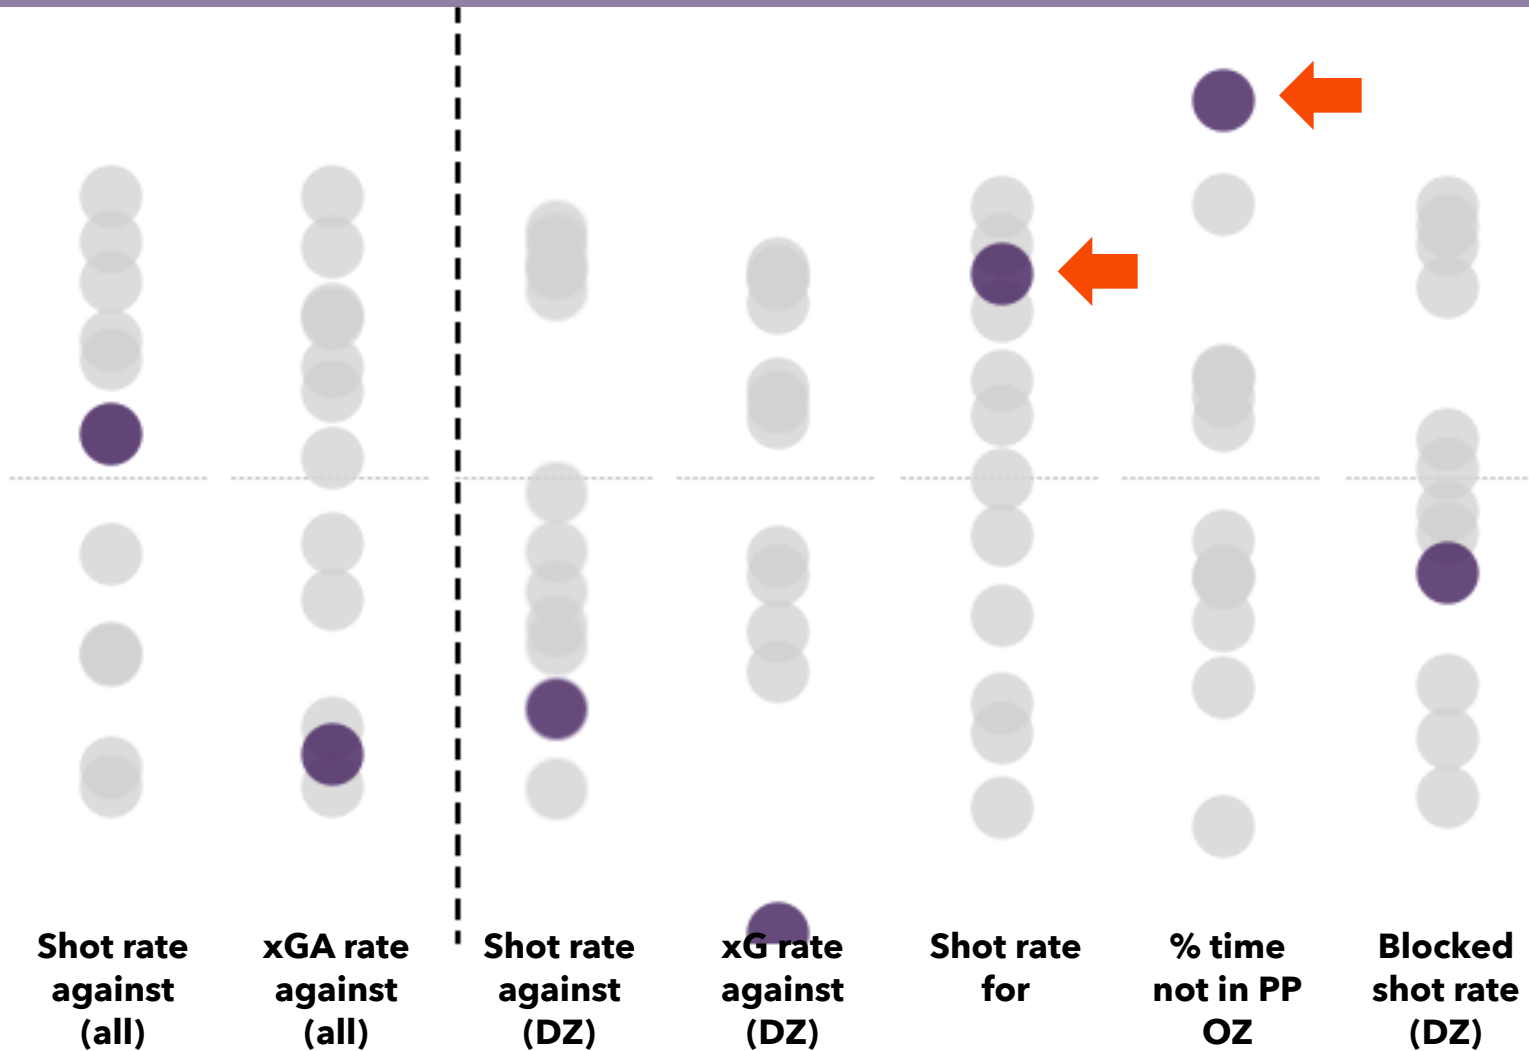 Shot rate
against
(all)
xGA rate
against
(all)
Shot rate
against
(DZ)
xG rate
against
(DZ)
Shot rate
for
% time
not in PP
OZ
Blocked
shot rate
(DZ)